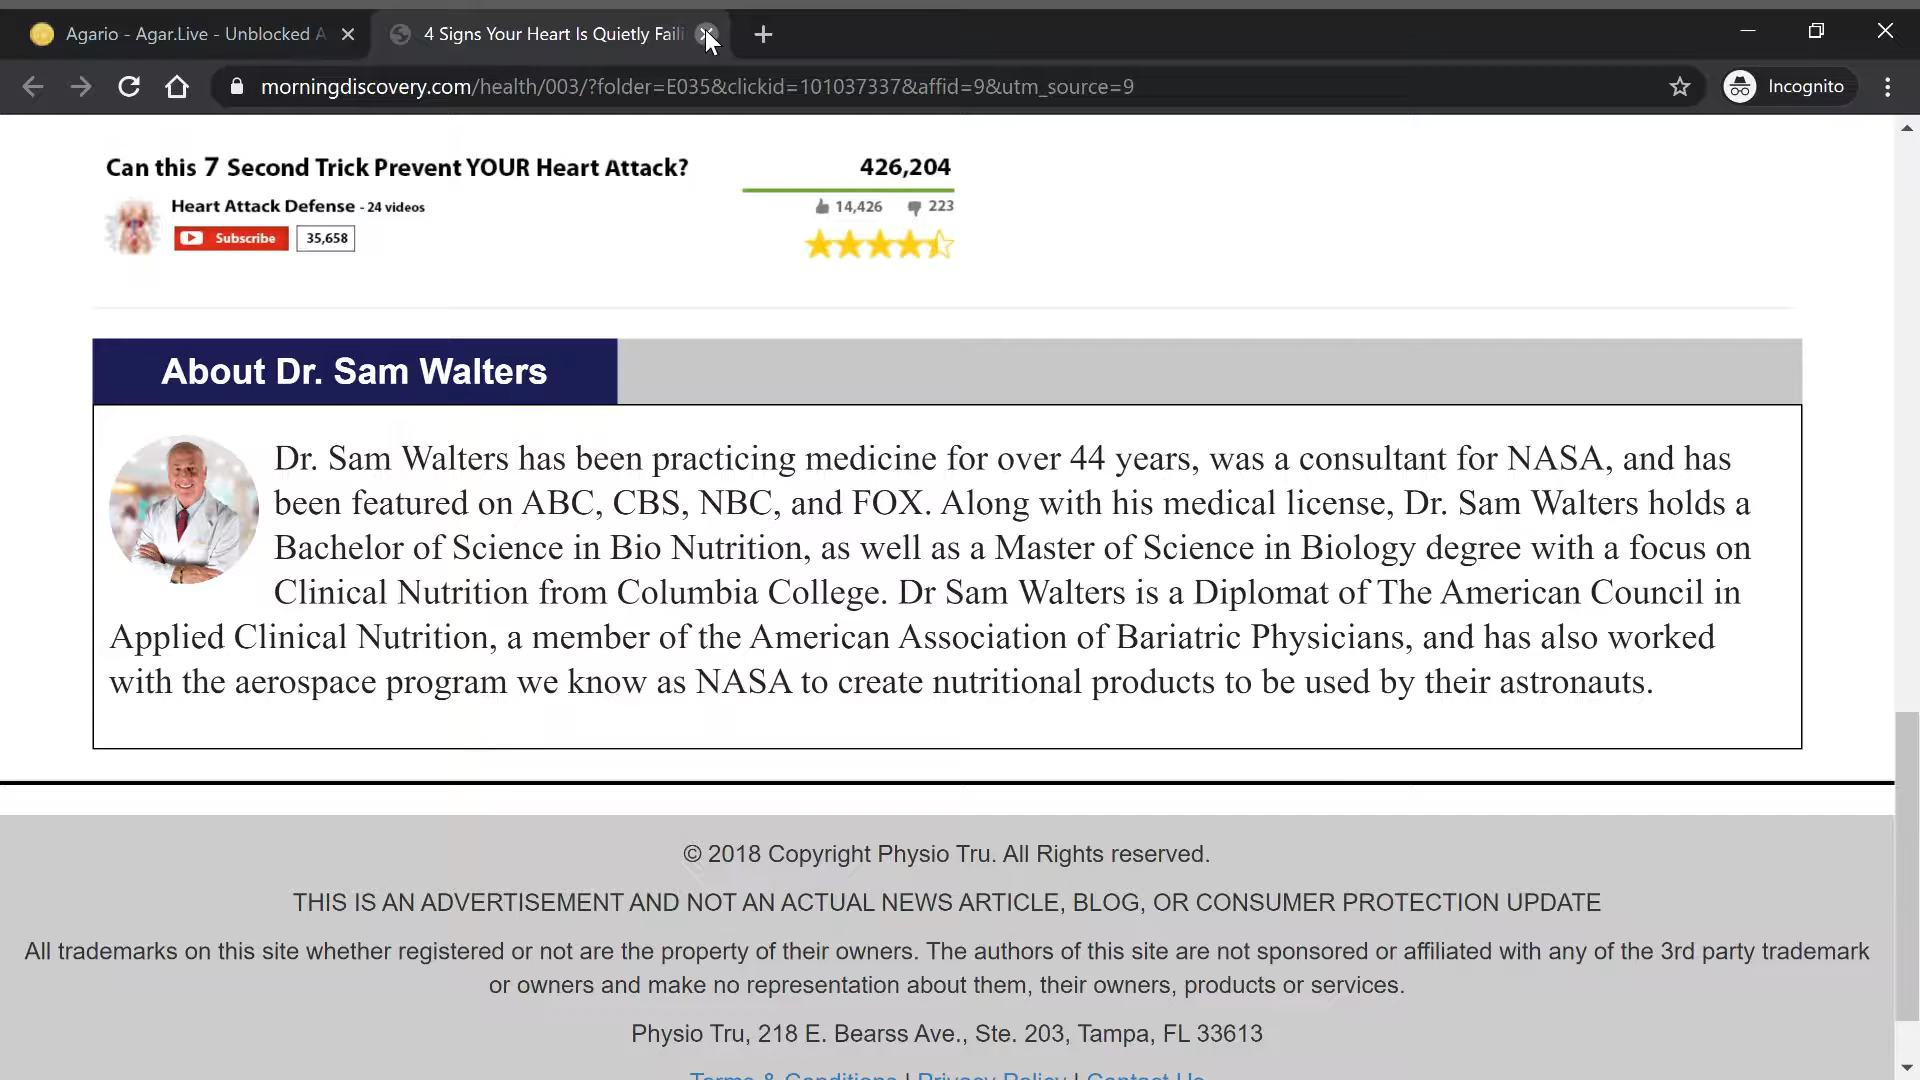 Agario - Agar.Live - Unblocked A
4 Signs Your Heart Is Quietly Faili
morningdiscovery.com/health/003/?folder=E035&clickid=101037337&affid=9&utm_source=9
Incognito
Can this 7 Second Trick Prevent YOUR Heart Attack?
426,204
Heart Attack Defense - 24 videos
14,426 223
Subscribe 35,658
About Dr. Sam Walters
Dr. Sam Walters has been practicing medicine for over 44 years, was a consultant for NASA, and has
been featured on ABC, CBS, NBC, and FOX. Along with his medical license, Dr. Sam Walters holds a
Bachelor of Science in Bio Nutrition, as well as a Master of Science in Biology degree with a focus on
Clinical Nutrition from Columbia College. Dr Sam Walters is a Diplomat of The American Council in
Applied Clinical Nutrition, a member of the American Association of Bariatric Physicians, and has also worked
with the aerospace program we know as NASA to create nutritional products to be used by their astronauts.
© 2018 Copyright Physio Tru. All Rights reserved.
THIS IS AN ADVERTISEMENT AND NOT AN ACTUAL NEWS ARTICLE, BLOG, OR CONSUMER PROTECTION UPDATE
All trademarks on this site whether registered or not are the property of their owners. The authors of this site are not sponsored or affiliated with any of the 3rd party trademark
or owners and make no representation about them, their owners, products or services.
Physio Tru, 218 E. Bearss Ave., Ste. 203, Tampa, FL 33613
Terms & Conditions | Privacy Policy | Contact Us